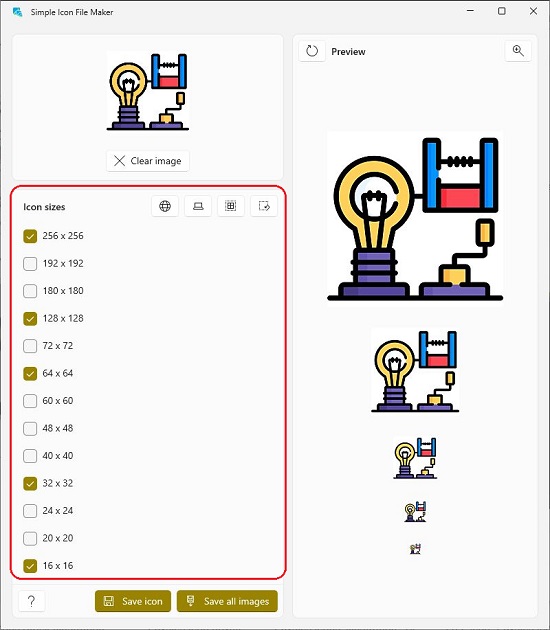 Simple Icon File Maker
Clear image
Icon sizes
256 x 256
192 x 192
180 x 180
128 x 128
72 x 72
64 x 64
60 x 60
48 x 48
40 x 40
32 x 32
24 x 24
20 x 20
16 x 16
?
Save icon
Save all images
Preview